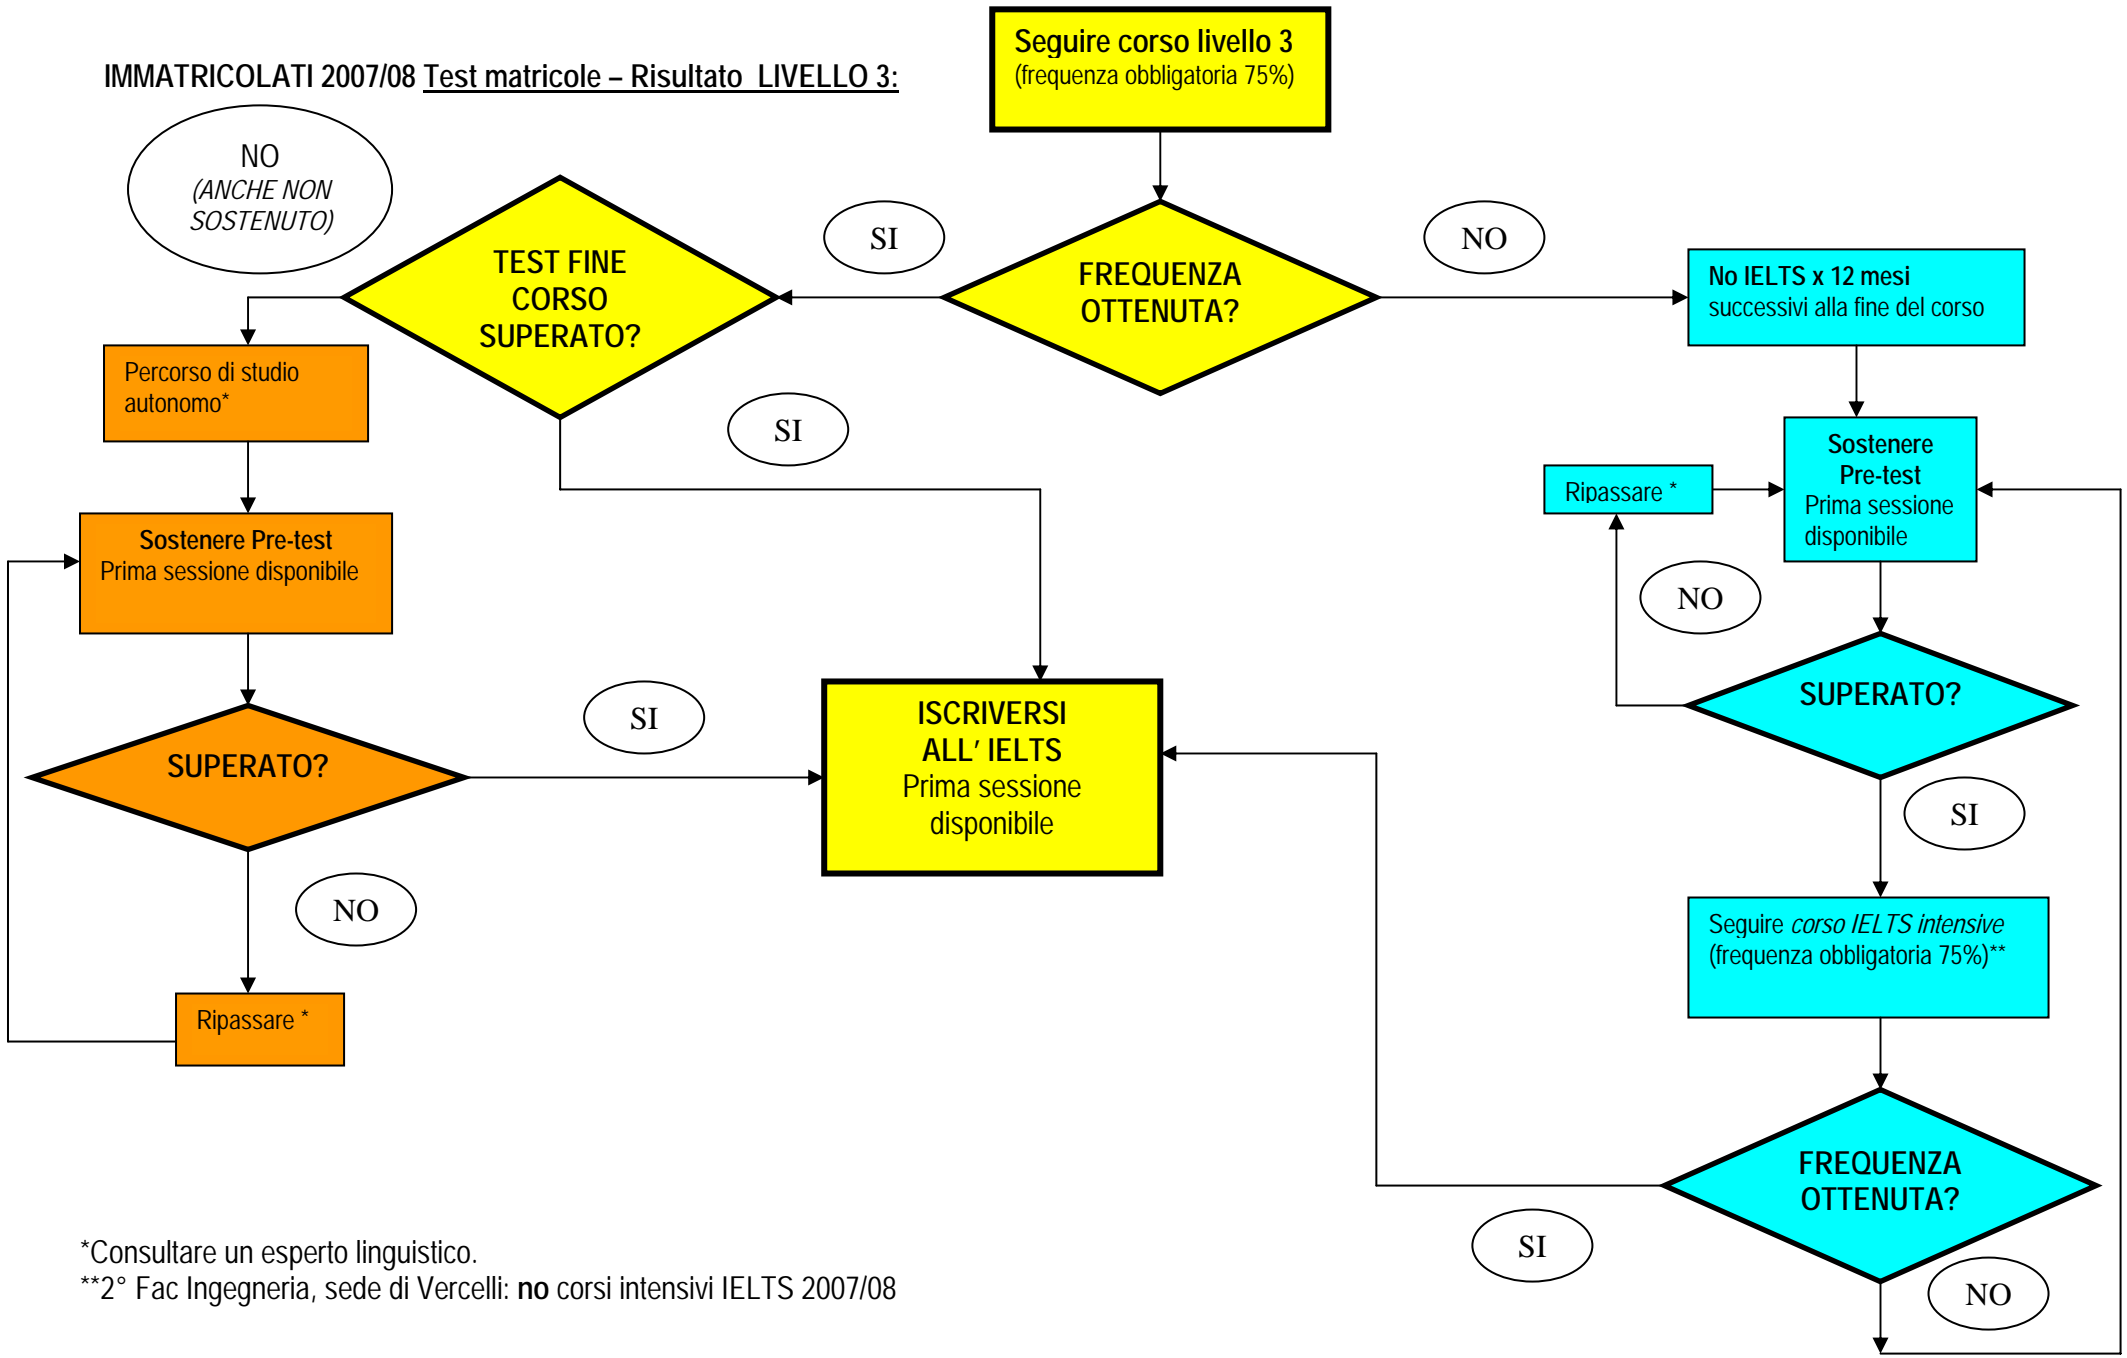 Seguire corso livello 3
(frequenza obbligatoria 75%)
IMMATRICOLATI 2007/08 Test matricole – Risultato  LIVELLO 3:
NO
(ANCHE NON
SOSTENUTO)
TEST FINE
CORSO
SUPERATO?
SI
FREQUENZA
OTTENUTA?
NO
No IELTS x 12 mesi
successivi alla fine del corso
Percorso di studio
autonomo*
SI
Sostenere
Pre-test
Prima sessione
disponibile
Ripassare *
Sostenere Pre-test
Prima sessione disponibile
NO
SUPERATO?
SI
ISCRIVERSI
ALL’ IELTS
Prima sessione
disponibile
SUPERATO?
SI
NO
Seguire corso IELTS intensive
(frequenza obbligatoria 75%)**
Ripassare *
FREQUENZA
OTTENUTA?
SI
NO
*Consultare un esperto linguistico.
**2° Fac Ingegneria, sede di Vercelli: no corsi intensivi IELTS 2007/08